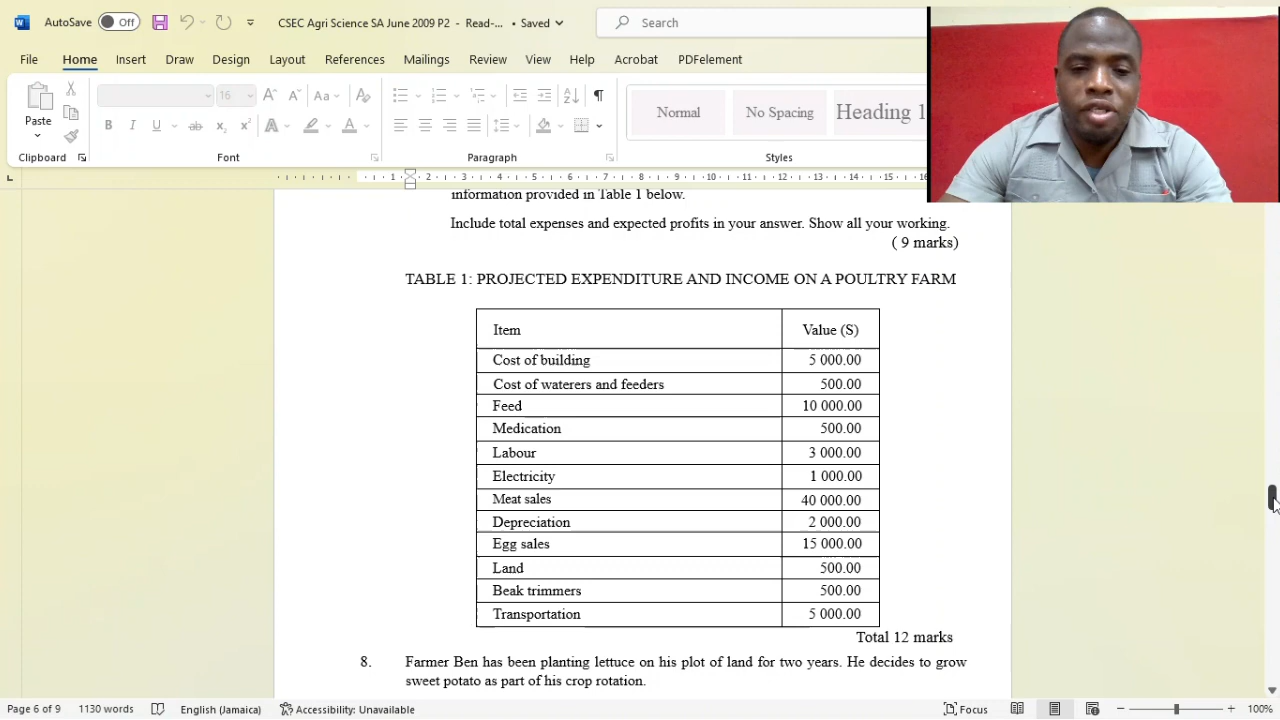 AutoSave Off CSEC Agri Science SA June 2009 P2 - Read-... • Saved Search
File Home Insert Draw Design Layout References Mailings Review View Help Acrobat PDFelement
Paste 16 Aa Normal No Spacing Heading 1
Clipboard Font Paragraph Styles
information provided in Table 1 below.
Include total expenses and expected profits in your answer. Show all your working.
( 9 marks)
TABLE 1: PROJECTED EXPENDITURE AND INCOME ON A POULTRY FARM
Item Value (S)
Cost of building 5 000.00
Cost of waterers and feeders 500.00
Feed 10 000.00
Medication 500.00
Labour 3 000.00
Electricity 1 000.00
Meat sales 40 000.00
Depreciation 2 000.00
Egg sales 15 000.00
Land 500.00
Beak trimmers 500.00
Transportation 5 000.00
Total 12 marks
8. Farmer Ben has been planting lettuce on his plot of land for two years. He decides to grow
sweet potato as part of his crop rotation.
Page 6 of 9 1130 words English (Jamaica) Accessibility: Unavailable Focus 100%